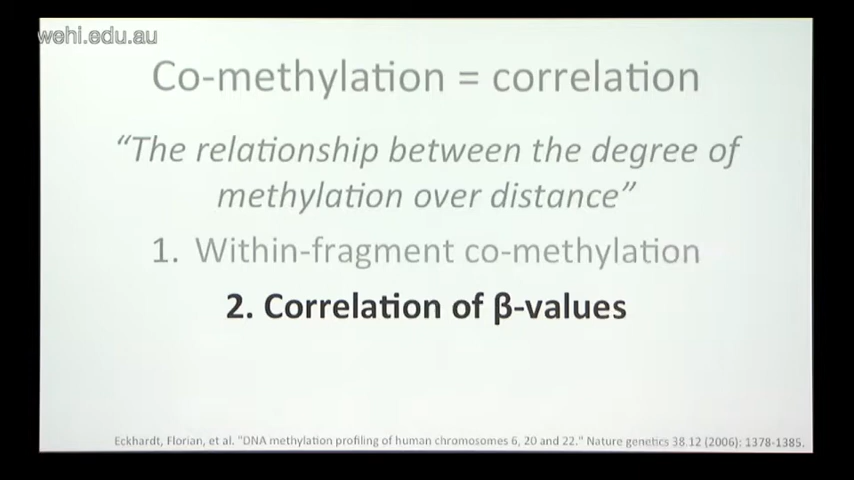 wehi.edu.au
Co-methylation = correlation
“The relationship between the degree of
methylation over distance”
1. Within-fragment co-methylation
2. Correlation of β-values
Eckhardt, Florian, et al. "DNA methylation profiling of human chromosomes 6, 20 and 22." Nature genetics 38.12 (2006): 1378-1385.